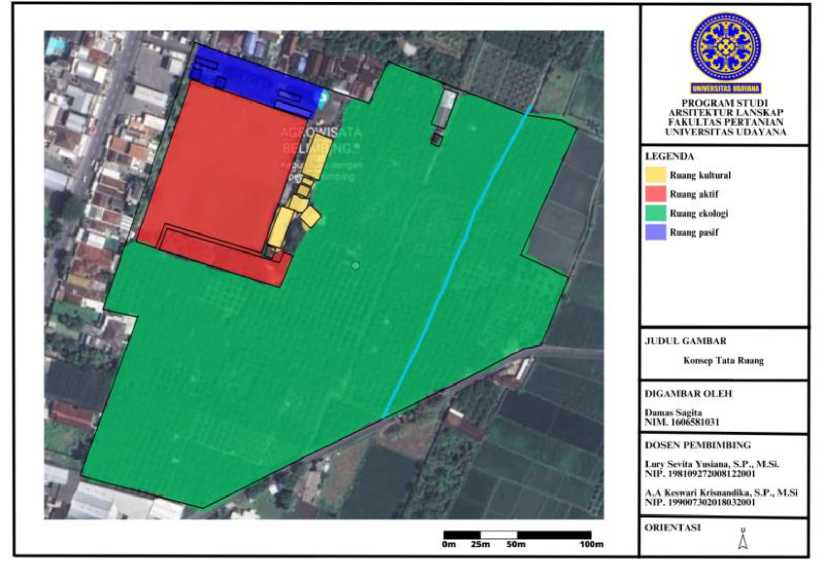 AGROWISATA
BELIMBING
UNIVERSITAS UDAYANA
PROGRAM STUDI
ARSITEKTUR LANSKAP
FAKULTAS PERTANIAN
UNIVERSITAS UDAYANA
LEGENDA
Ruang kultural
Ruang aktif
Ruang ekologi
Ruang pasif
JUDUL GAMBAR
Konsep Tata Ruang
DIGAMBAR OLEH
Damas Sagita
NIM. 1606581031
DOSEN PEMBIMBING
Lury Sevita Yusiana, S.P., M.Si.
NIP. 198109272008122001
A.A Keswari Krisnandika, S.P., M.Si
NIP. 199007302018032001
ORIENTASI
U
0m 25m 50m 100m